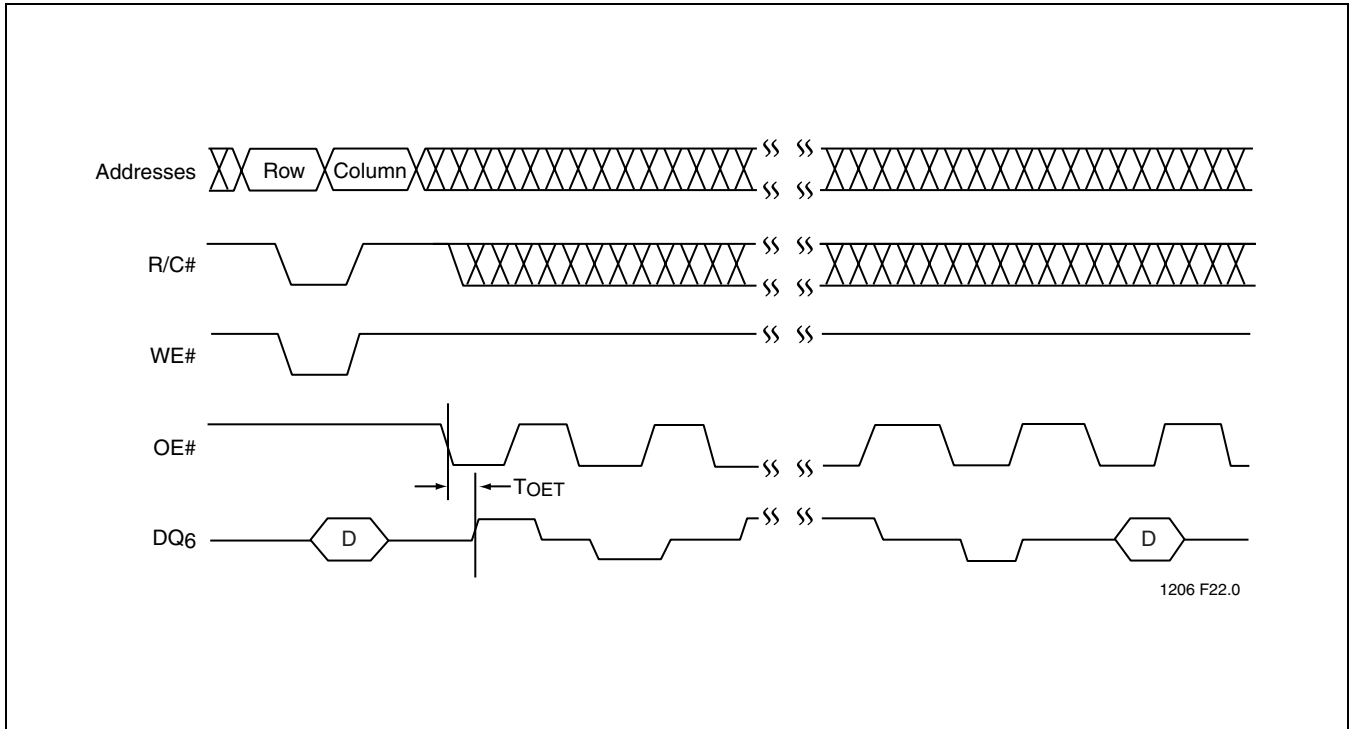 Addresses
Row
Column
R/C#
WE#
OE#
TOET
DQ6
D
D
1206 F22.0